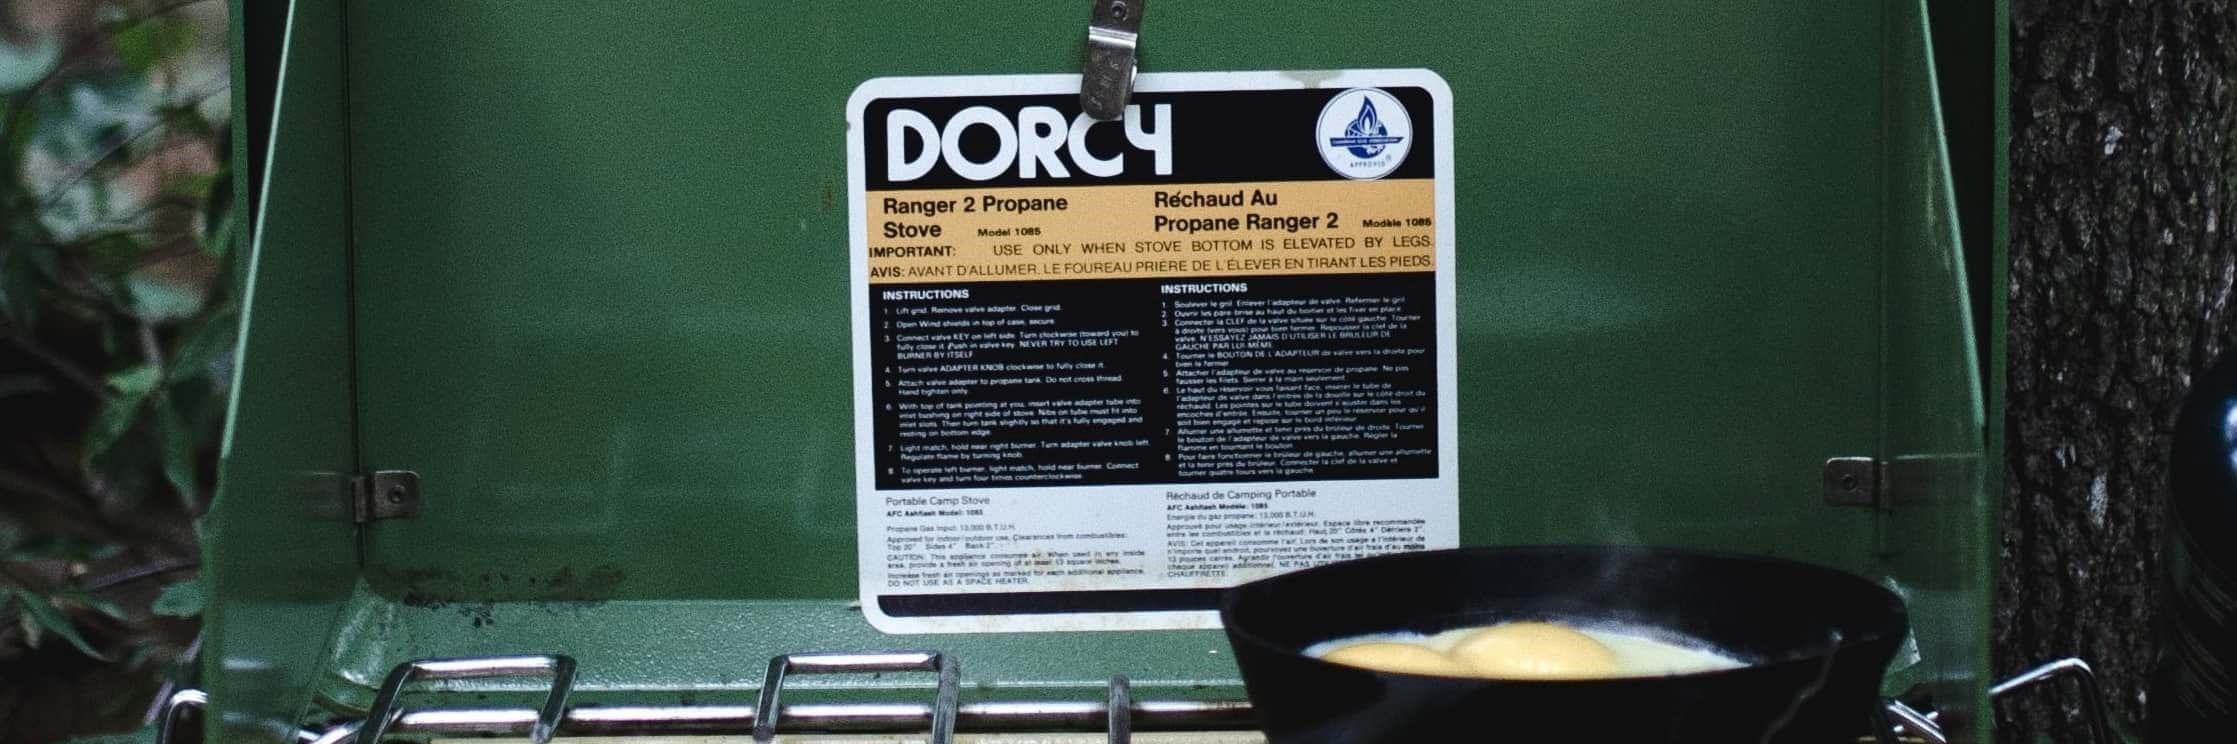 DORCY
APPROVED
Ranger 2 Propane
Stove Model 1085
Réchaud Au
Propane Ranger 2 Modèle 1085
IMPORTANT: USE ONLY WHEN STOVE BOTTOM IS ELEVATED BY LEGS.
AVIS: AVANT D'ALLUMER, LE FOUREAU PRIÈRE DE L'ÉLEVER EN TIRANT LES PIEDS.
INSTRUCTIONS
1. Lift grid. Remove valve adapter. Close grid.
2. Open Wind shields in top of case, secure.
3. Connect valve KEY on left side. Turn clockwise (toward you) to
fully close it. Push in valve key. NEVER TRY TO USE LEFT
BURNER BY ITSELF
4. Turn valve ADAPTER KNOB clockwise to fully close it.
5. Attach valve adapter to propane tank. Do not cross thread.
Hand tighten only.
6. With top of tank pointing at you, insert valve adapter tube into
inlet bushing on right side of stove. Nibs on tube must fit into
inlet slots. Then turn tank slightly so that it's fully engaged and
resting on bottom edge.
7. Light match, hold near right burner. Turn adapter valve knob left.
Regulate flame by turning knob.
8. To operate left burner, light match, hold near burner. Connect
valve key and turn four times counterclockwise.
INSTRUCTIONS
1. Soulever le gril. Enlever l'adapteur de valve. Refermer le gril.
2. Ouvrir les pare-brise au haut du boitier et les fixer en place.
3. Connecter la CLEF de la valve située sur le côté gauche. Tourner
à droite (vers vous) pour bien fermer. Repousser la clef de la
valve. N'ESSAYEZ JAMAIS D'UTILISER LE BRULEUR DE
GAUCHE PAR LUI-MÊME.
4. Tourner le BOUTON DE L'ADAPTEUR de valve vers la droite pour
bien le fermer.
5. Attacher l'adapteur de valve au réservoir de propane. Ne pas
fausser les filets. Serrer à la main seulement.
6. Le haut du réservoir vous faisant face, insérer le tube de
l'adapteur de valve dans l'entrée de la douille sur le côté droit du
réchaud. Les pointes sur le tube doivent s'ajuster dans les
encoches d'entrée. Ensuite, tourner un peu le réservoir pour qu'il
soit bien engagé et repose sur le bord inférieur.
7. Allumer une allumette et tenir près du brûleur de droite. Tourner
le bouton de l'adapteur de valve vers la gauche. Régler la
flamme en tournant le bouton.
8. Pour faire fonctionner le brûleur de gauche, allumer une allumette
et la tenir près du brûleur. Connecter la clef de la valve et
tourner quatre tours vers la gauche.
Portable Camp Stove
AFC Ashflash Model: 1085
Propane Gas Input: 13,000 B.T.U.H.
Approved for indoor/outdoor use, Clearances from combustibles:
Top 20" Sides 4" Back 2"
CAUTION: This appliance consumes air. When used in any inside
area, provide a fresh air opening of at least 13 square inches.
Increase fresh air openings as marked for each additional appliance.
DO NOT USE AS A SPACE HEATER.
Réchaud de Camping Portable
AFC Ashflash Modèle: 1085
Energie du gaz propane: 13,000 B.T.U.H.
Approuvé pour usage-intérieur/extérieur. Espace libre recommandée
entre les combustibles et le réchaud: Haut 20" Côtés 4" Derrière 2".
AVIS: Cet appareil consomme l'air. Lors de son usage à l'intérieur de
n'importe quel endroit, pourvoyez une ouverture d'air frais d'au moins
13 pouces carrés. Agrandir l'ouverture d'air frais
chaque appareil additionnel. NE PAS
CHAUFFRETTE.